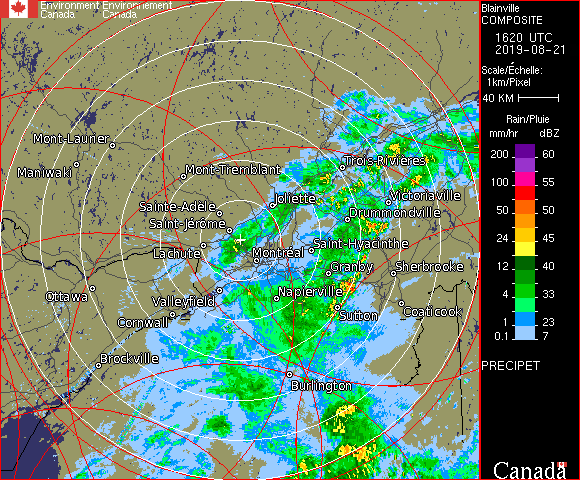 Environment Environnement
Canada Canada
Blainville
COMPOSITE
1620 UTC
2019-08-21
Scale/Échelle:
1km/Pixel
40 KM
Rain/Pluie
mm/hr dBZ
200 60
100 55
50 50
24 45
12 40
4 33
1 23
0.1 7
PRECIPET
Mont-Laurier
Maniwaki
Mont-Tremblant
Trois-Rivieres
Joliette
Victoriaville
Sainte-Adele
Drummondville
Saint-Jérôme
Lachute
Montréal
Saint-Hyacinthe
Granby
Sherbrooke
Ottawa
Valleyfield
Napierville
Coaticook
Cornwall
Sutton
Brockville
Burlington
Canada